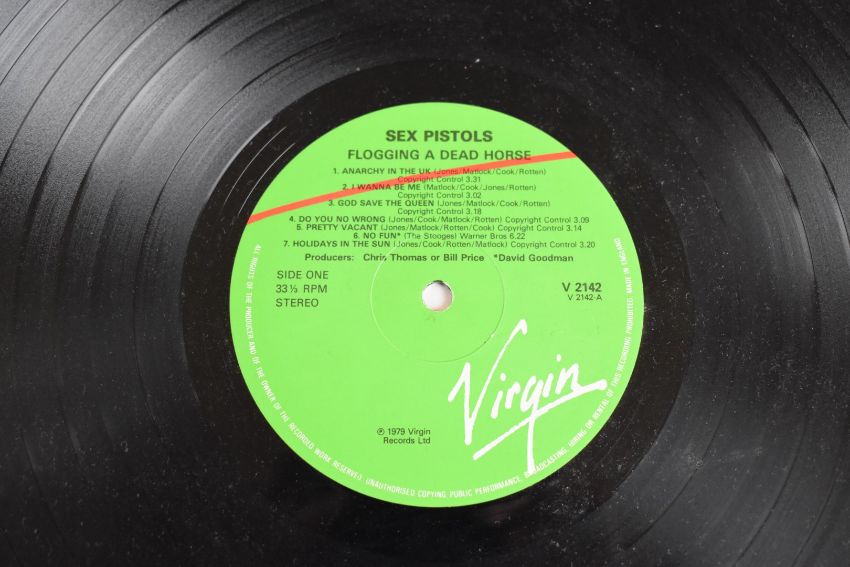 SEX PISTOLS
FLOGGING A DEAD HORSE
1. ANARCHY IN THE UK (Jones/Matlock/Cook/Rotten)
Copyright Control 3.31
2. I WANNA BE ME (Matlock/Cook/Jones/Rotten)
Copyright Control 3.02
3. GOD SAVE THE QUEEN (Jones/Matlock/Cook/Rotten)
Copyright Control 3.18
4. DO YOU NO WRONG (Jones/Cook/Matlock/Rotten) Copyright Control 3.09
5. PRETTY VACANT (Jones/Matlock/Cook/Rotten) Copyright Control 3.14
6. NO FUN* (The Stooges) Warner Bros 6.22
7. HOLIDAYS IN THE SUN (Jones/Cook/Rotten/Matlock) Copyright Control 3.20
Producers: Chris Thomas or Bill Price *David Goodman
SIDE ONE
33⅓ RPM
STEREO
V 2142
V 2142-A
Virgin
℗ 1979 Virgin
Records Ltd
ALL RIGHTS OF THE PRODUCER AND OF THE OWNER OF THE RECORDED WORK RESERVED. UNAUTHORISED COPYING, PUBLIC PERFORMANCE, BROADCASTING, HIRING OR RENTAL OF THIS RECORDING PROHIBITED. MADE IN ENGLAND